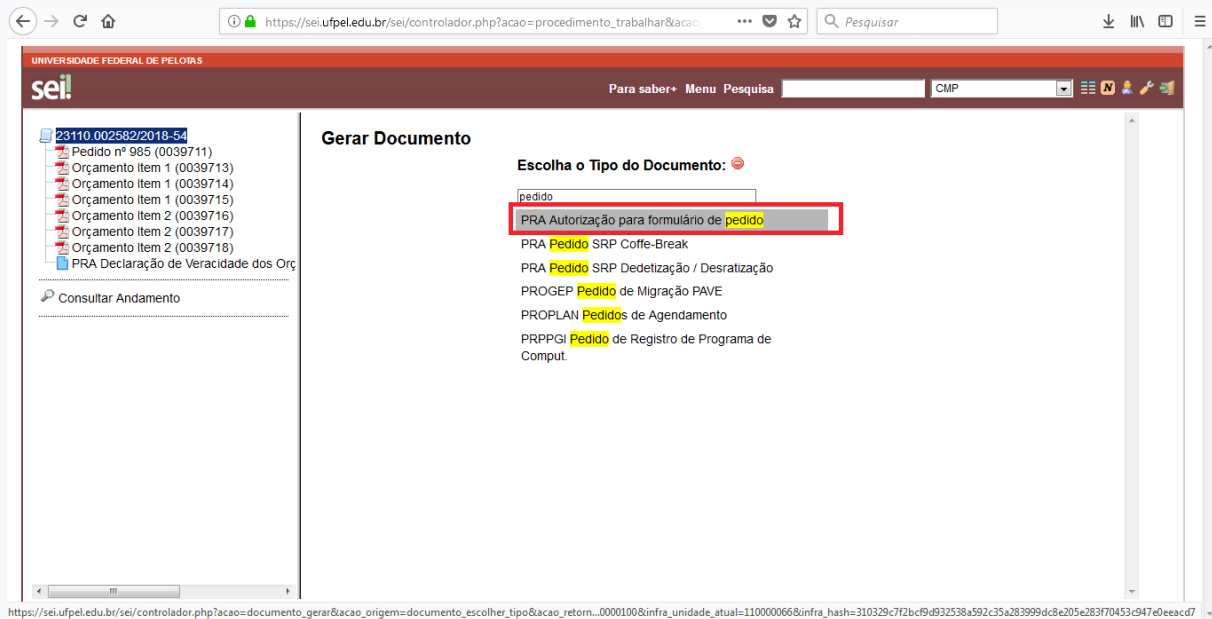 https://sei.ufpel.edu.br/sei/controlador.php?acao=procedimento_trabalhar&acao_
Pesquisar
UNIVERSIDADE FEDERAL DE PELOTAS
sei!
Para saber+ Menu Pesquisa
CMP
N
23110.002582/2018-54
Pedido nº 985 (0039711)
Orçamento Item 1 (0039713)
Orçamento Item 1 (0039714)
Orçamento Item 1 (0039715)
Orçamento Item 2 (0039716)
Orçamento Item 2 (0039717)
Orçamento Item 2 (0039718)
PRA Declaração de Veracidade dos Orç
Consultar Andamento
Gerar Documento
Escolha o Tipo do Documento:
pedido
PRA Autorização para formulário de pedido
PRA Pedido SRP Coffe-Break
PRA Pedido SRP Dedetização / Desratização
PROGEP Pedido de Migração PAVE
PROPLAN Pedidos de Agendamento
PRPPGI Pedido de Registro de Programa de
Comput.
https://sei.ufpel.edu.br/sei/controlador.php?acao=documento_gerar&acao_origem=documento_escolher_tipo&acao_retorn...0000100&infra_unidade_atual=110000066&infra_hash=310329c7f2bcf9d932538a592c35a283999dc8e205e283f70453c947e0eeacd7